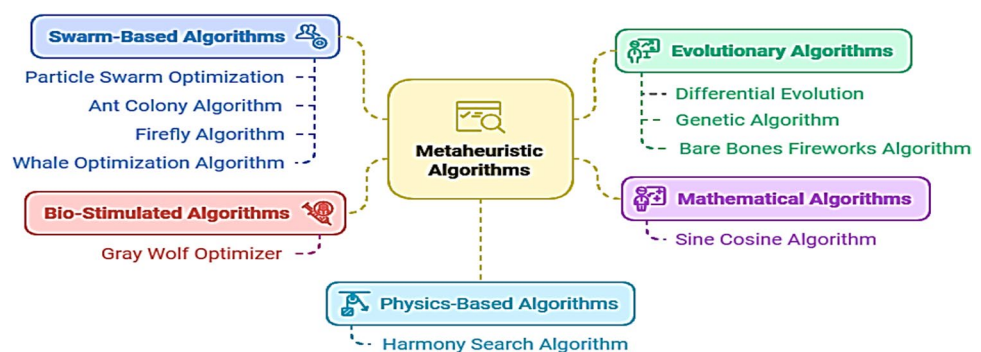 Swarm-Based Algorithms
Particle Swarm Optimization
Ant Colony Algorithm
Firefly Algorithm
Whale Optimization Algorithm
Bio-Stimulated Algorithms
Gray Wolf Optimizer
Metaheuristic
Algorithms
Evolutionary Algorithms
Differential Evolution
Genetic Algorithm
Bare Bones Fireworks Algorithm
Mathematical Algorithms
Sine Cosine Algorithm
Physics-Based Algorithms
Harmony Search Algorithm